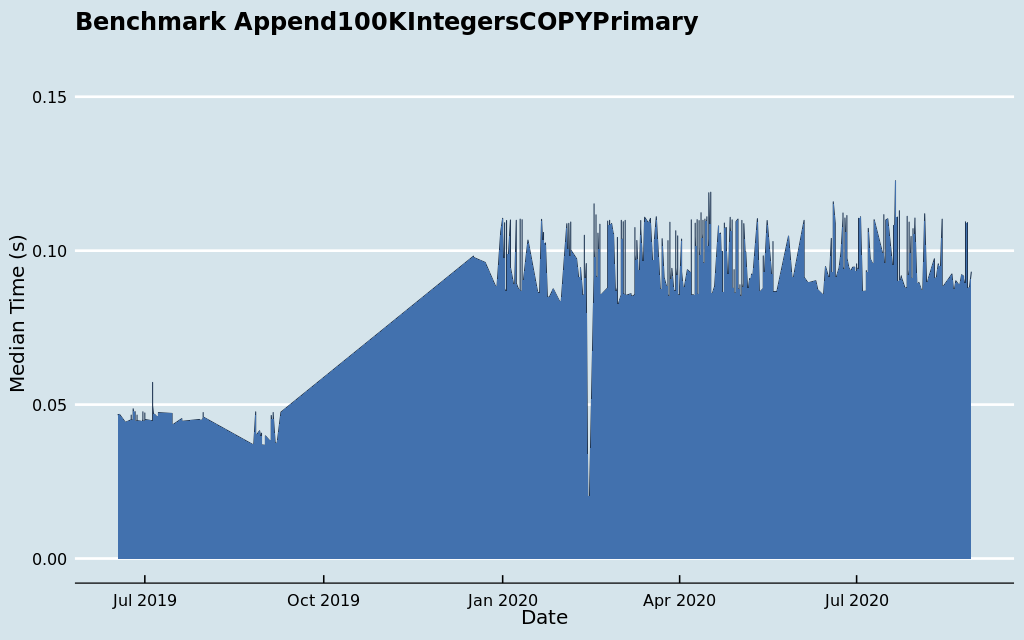 Benchmark Append100KIntegersCOPYPrimary
0.15
0.10
0.05
0.00
Median Time (s)
Jul 2019 Oct 2019 Jan 2020 Apr 2020 Jul 2020
Date